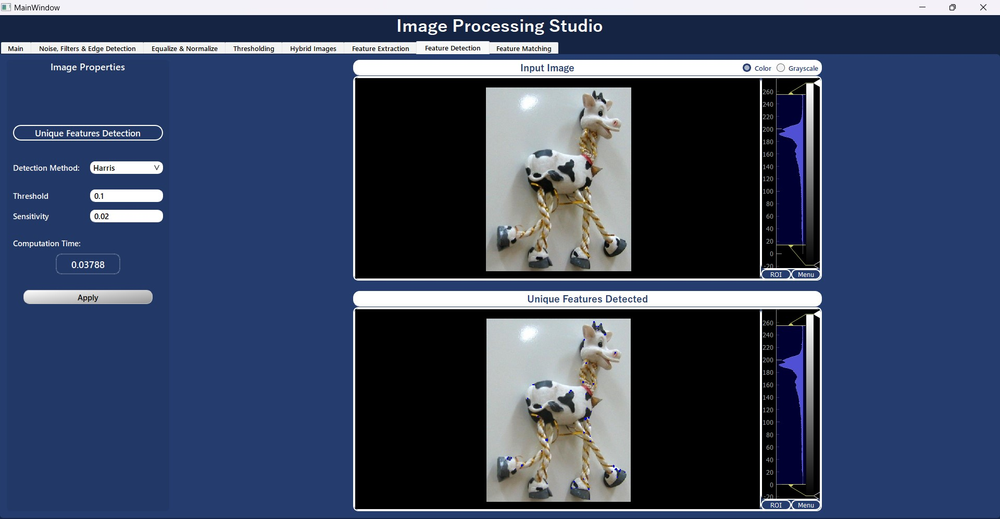 MainWindow
Image Processing Studio
Main Noise, Filters & Edge Detection Equalize & Normalize Thresholding Hybrid Images Feature Extraction Feature Detection Feature Matching
Image Properties
Unique Features Detection
Detection Method: Harris
Threshold 0.1
Sensitivity 0.02
Computation Time:
0.03788
Apply
Input Image Color Grayscale
260
240
220
200
180
160
140
120
100
80
60
40
20
0
-20
ROI Menu
Unique Features Detected
260
240
220
200
180
160
140
120
100
80
60
40
20
0
-20
ROI Menu